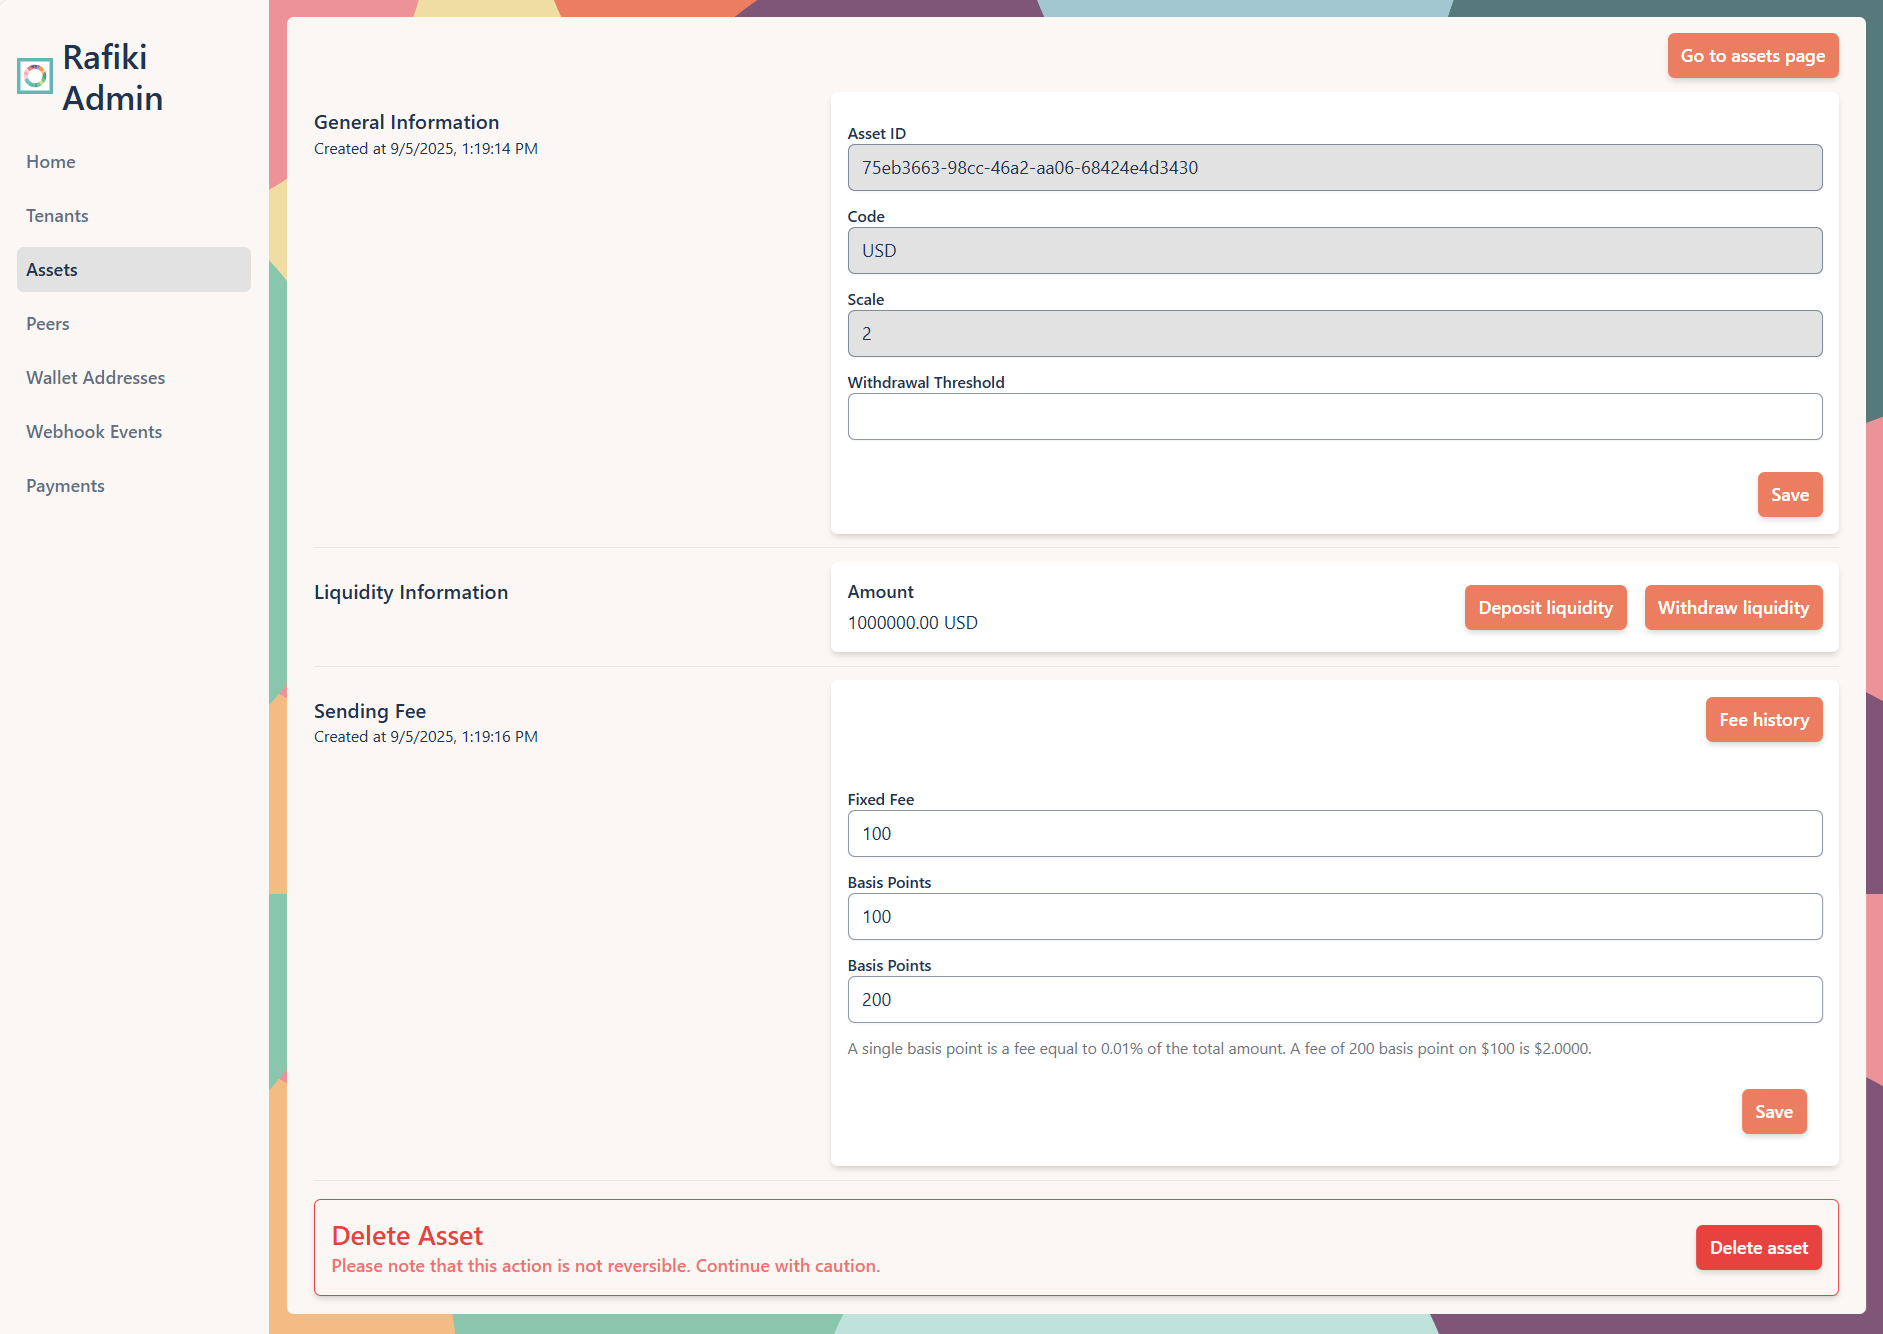 Rafiki
Admin
Home
Tenants
Assets
Peers
Wallet Addresses
Webhook Events
Payments
Go to assets page
General Information
Created at 9/5/2025, 1:19:14 PM
Asset ID
75eb3663-98cc-46a2-aa06-68424e4d3430
Code
USD
Scale
2
Withdrawal Threshold
Save
Liquidity Information
Amount
1000000.00 USD
Deposit liquidity
Withdraw liquidity
Sending Fee
Created at 9/5/2025, 1:19:16 PM
Fee history
Fixed Fee
100
Basis Points
100
Basis Points
200
A single basis point is a fee equal to 0.01% of the total amount. A fee of 200 basis point on $100 is $2.0000.
Save
Delete Asset
Please note that this action is not reversible. Continue with caution.
Delete asset